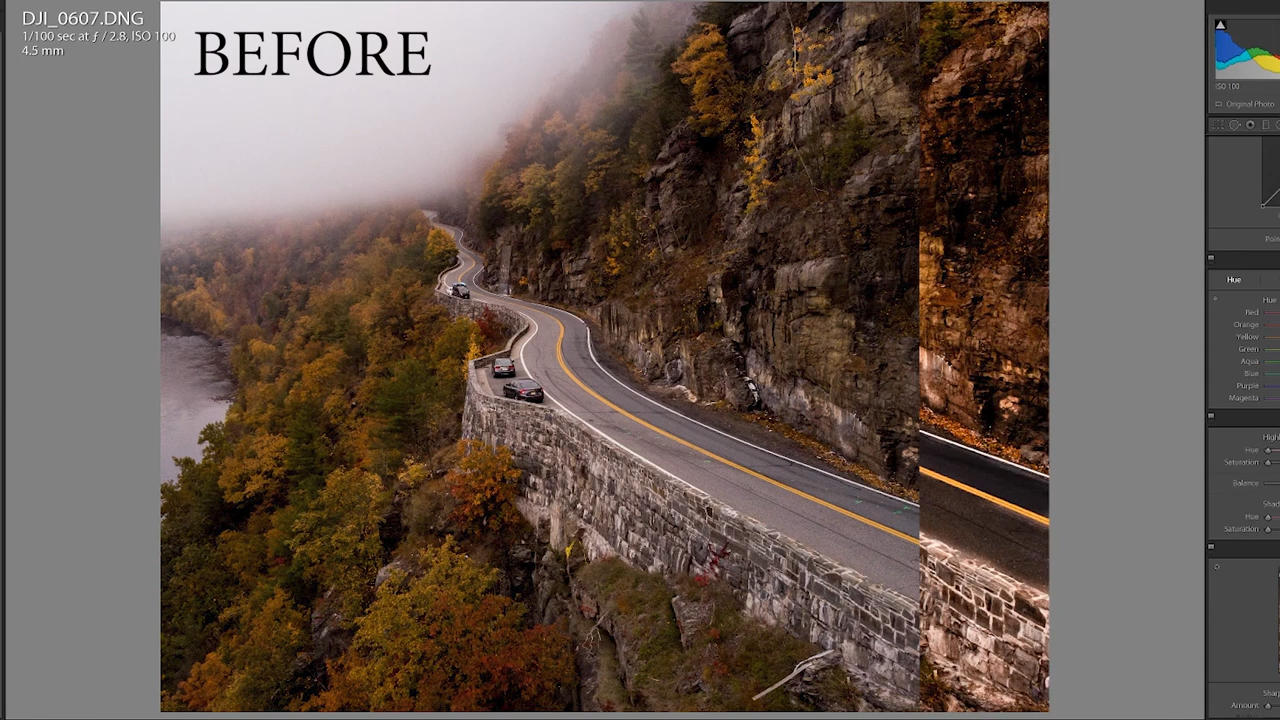 DJI_0607.DNG
1/100 sec at ƒ / 2.8, ISO 100
4.5 mm
BEFORE
ISO 100
Original Photo
Hue
Red
Orange
Yellow
Green
Aqua
Blue
Purple
Magenta
Hue
Saturation
Balance
Hue
Saturation
Amount